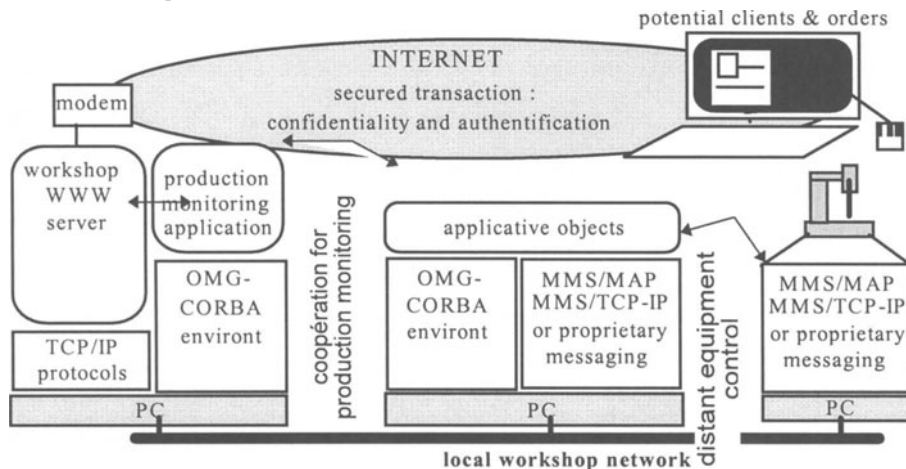 potential clients & orders
INTERNET
secured transaction :
confidentiality and authentification
modem
workshop
WWW
server
production
monitoring
application
TCP/IP
protocols
OMG-
CORBA
environt
PC
coopération for
production monitoring
applicative objects
OMG-
CORBA
environt
MMS/MAP
MMS/TCP-IP
or proprietary
messaging
PC
distant equipment
control
MMS/MAP
MMS/TCP-IP
or proprietary
messaging
PC
local workshop network